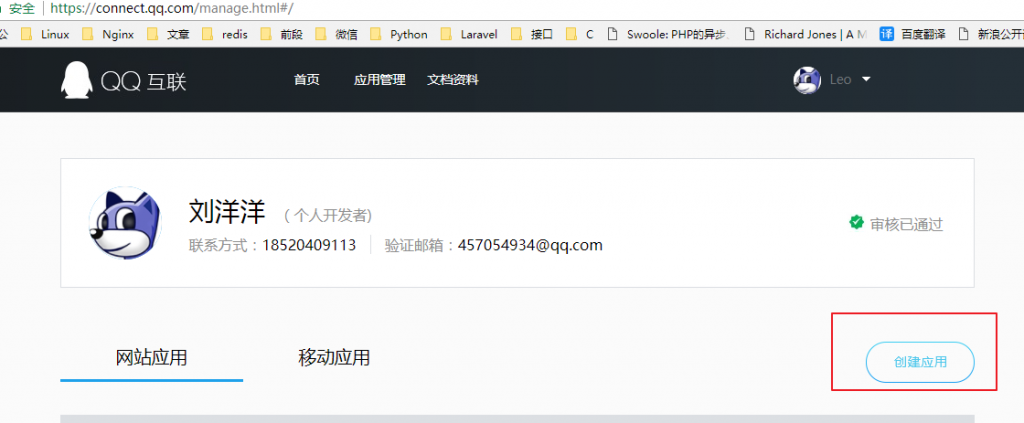 安全 https://connect.qq.com/manage.html#/
公 Linux Nginx 文章 redis 前段 微信 Python Laravel 接口 C Swoole: PHP的异步、 Richard Jones | A M 译 百度翻译 新浪公开
QQ 互联 首页 应用管理 文档资料 Leo
刘洋洋 ( 个人开发者)
审核已通过
联系方式：18520409113 验证邮箱：457054934@qq.com
网站应用 移动应用 创建应用